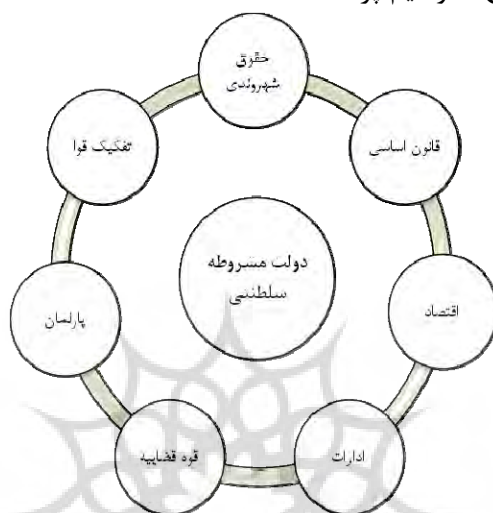 حقوق
شهروندی
قانون اساسی
اقتصاد
ادارات
قوه قضاییه
پارلمان
تفکیک قوا
دولت مشروطه
سلطنتی